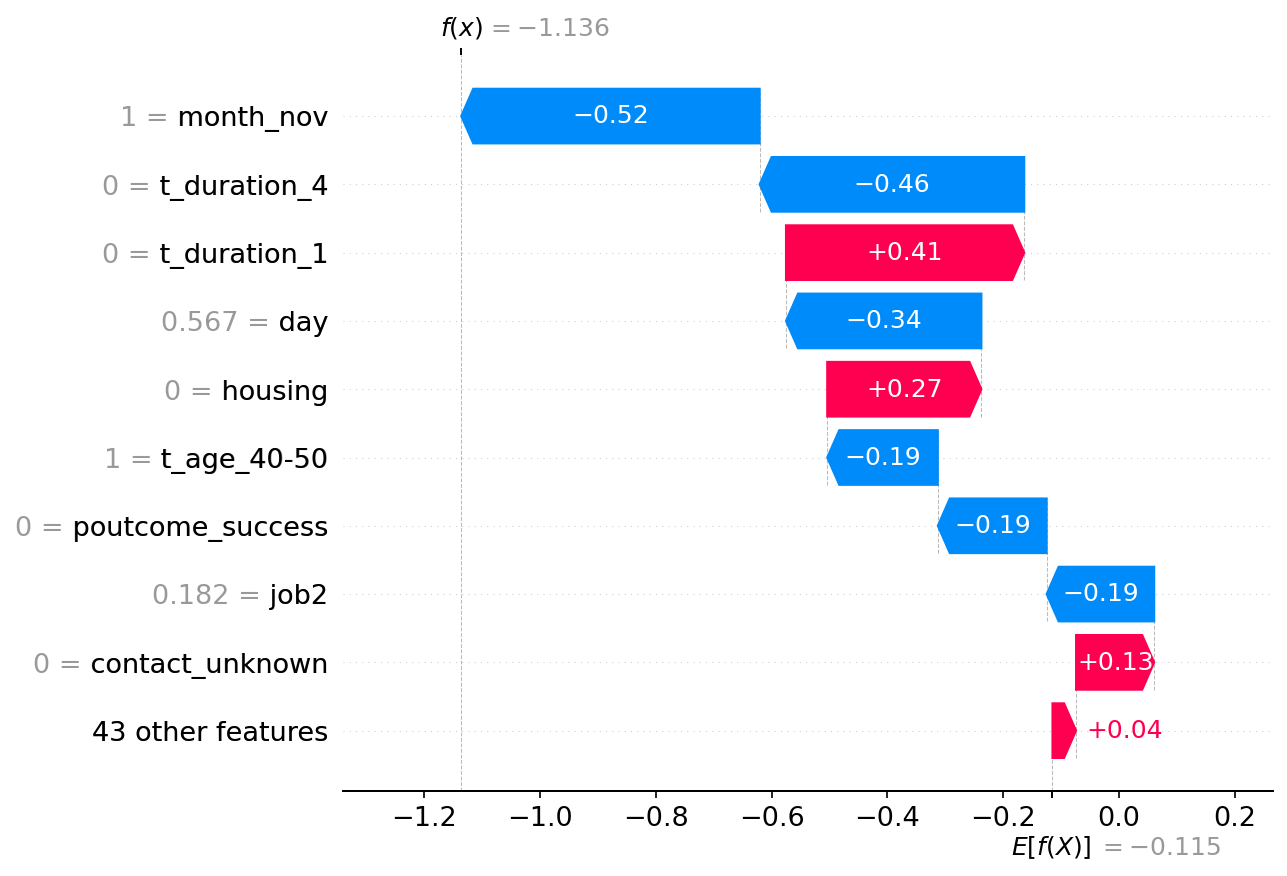 f(x) = −1.136
1 = month_nov −0.52
0 = t_duration_4 −0.46
0 = t_duration_1 +0.41
0.567 = day −0.34
0 = housing +0.27
1 = t_age_40-50 −0.19
0 = poutcome_success −0.19
0.182 = job2 −0.19
0 = contact_unknown +0.13
43 other features +0.04
−1.2 −1.0 −0.8 −0.6 −0.4 −0.2 0.0 0.2
E[f(X)] = −0.115